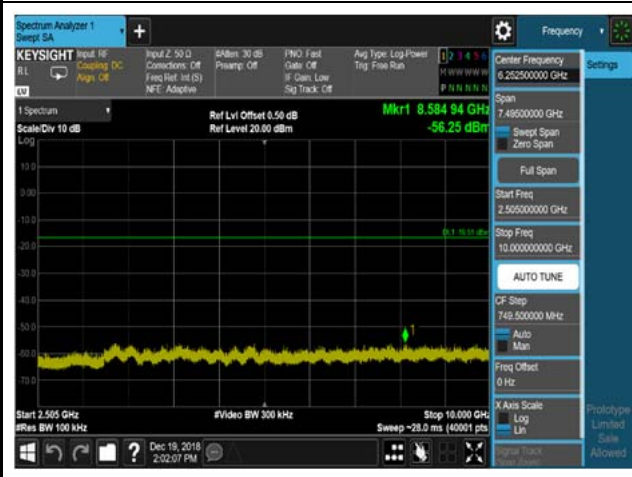 Spectrum Analyzer 1
Swept SA
Frequency
KEYSIGHT
RL
Input: RF
Coupling: DC
Align: Off
Input Z: 50 Ω
Corrections: Off
Freq Ref: Int (S)
NFE: Adaptive
#Atten: 30 dB
Preamp: Off
PNO: Fast
Gate: Off
IF Gain: Low
Sig Track: Off
Avg Type: Log-Power
Trig: Free Run
1 2 3 4 5 6
M W W W W W
P N N N N N
LW
1 Spectrum
Scale/Div 10 dB
Log
Ref Lvl Offset 0.50 dB
Ref Level 20.00 dBm
Mkr1 8.584 94 GHz
-56.25 dBm
10.0
0.00
-10.0
-20.0
-30.0
-40.0
-50.0
-60.0
-70.0
1
Start 2.505 GHz
#Res BW 100 kHz
#Video BW 300 kHz
Stop 10.000 GHz
Sweep ~28.0 ms (40001 pts
Dec 19, 2018
2:02:07 PM
Center Frequency
6.252500000 GHz
Settings
Span
7.49500000 GHz
Swept Span
Zero Span
Full Span
Start Freq
2.505000000 GHz
Stop Freq
10.000000000 GHz
AUTO TUNE
CF Step
749.500000 MHz
Auto
Man
Freq Offset
0 Hz
X Axis Scale
Log
Lin
Signal Track
Prototype
Limited
Sale
Allowed